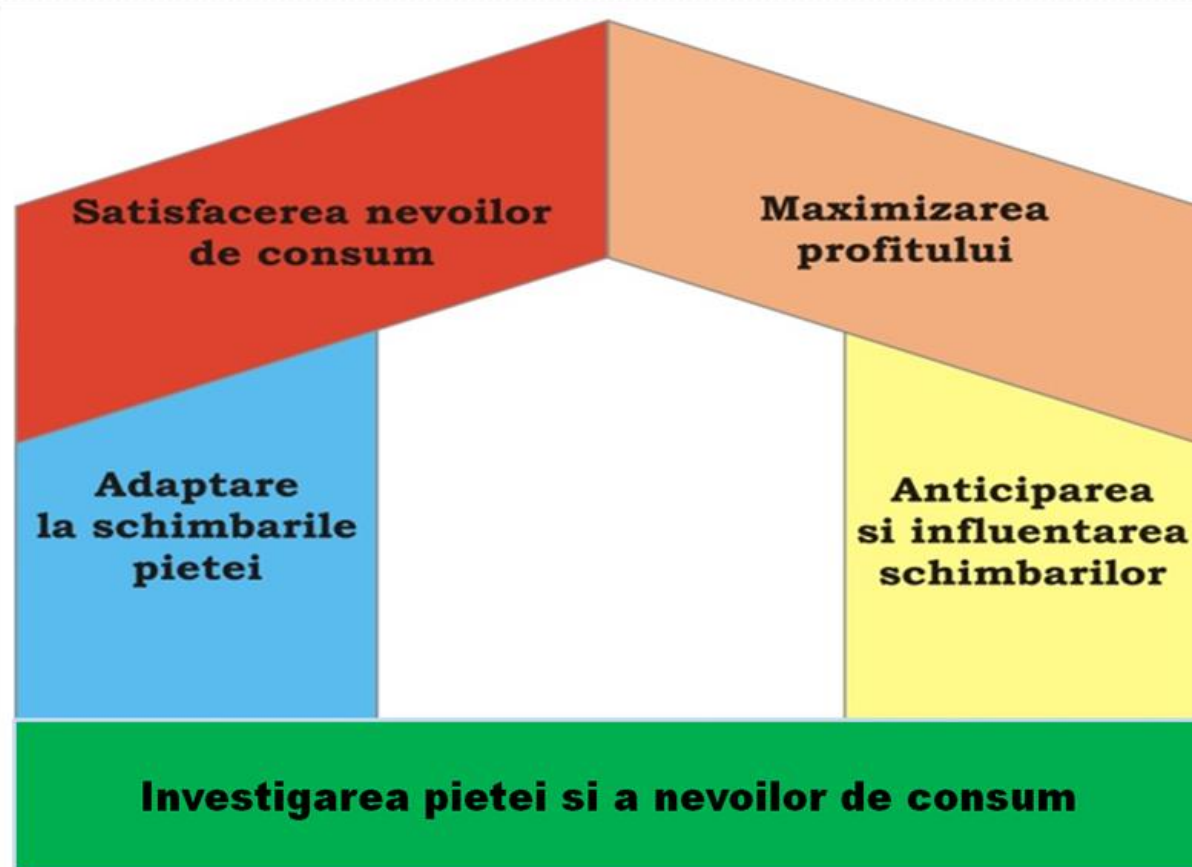 Satisfacerea nevoilor
de consum
Maximizarea
profitului
Adaptare
la schimbarile
pietei
Anticiparea
si influentarea
schimbarilor
Investigarea pietei si a nevoilor de consum